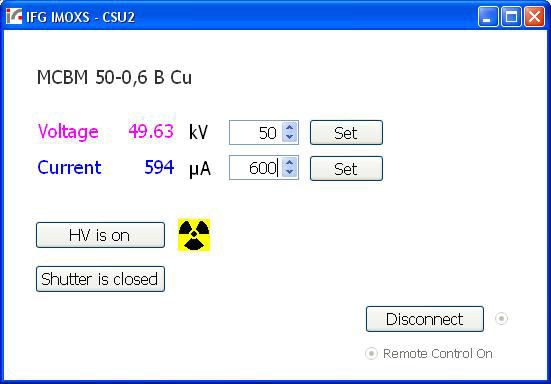 IFG IMOXS - CSU2
MCBM 50-0,6 B Cu
Voltage 49.63 kV 50 Set
Current 594 µA 600 Set
HV is on
Shutter is closed
Disconnect
Remote Control On